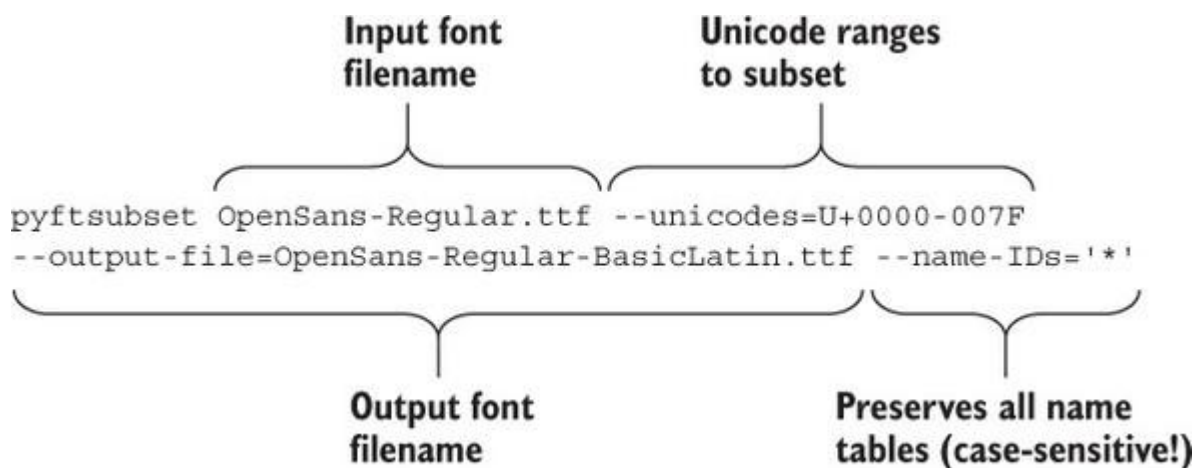 Input font
filename
Unicode ranges
to subset
pyftsubset OpenSans-Regular.ttf --unicodes=U+0000-007F
--output-file=OpenSans-Regular-BasicLatin.ttf --name-IDs='*'
Output font
filename
Preserves all name
tables (case-sensitive!)